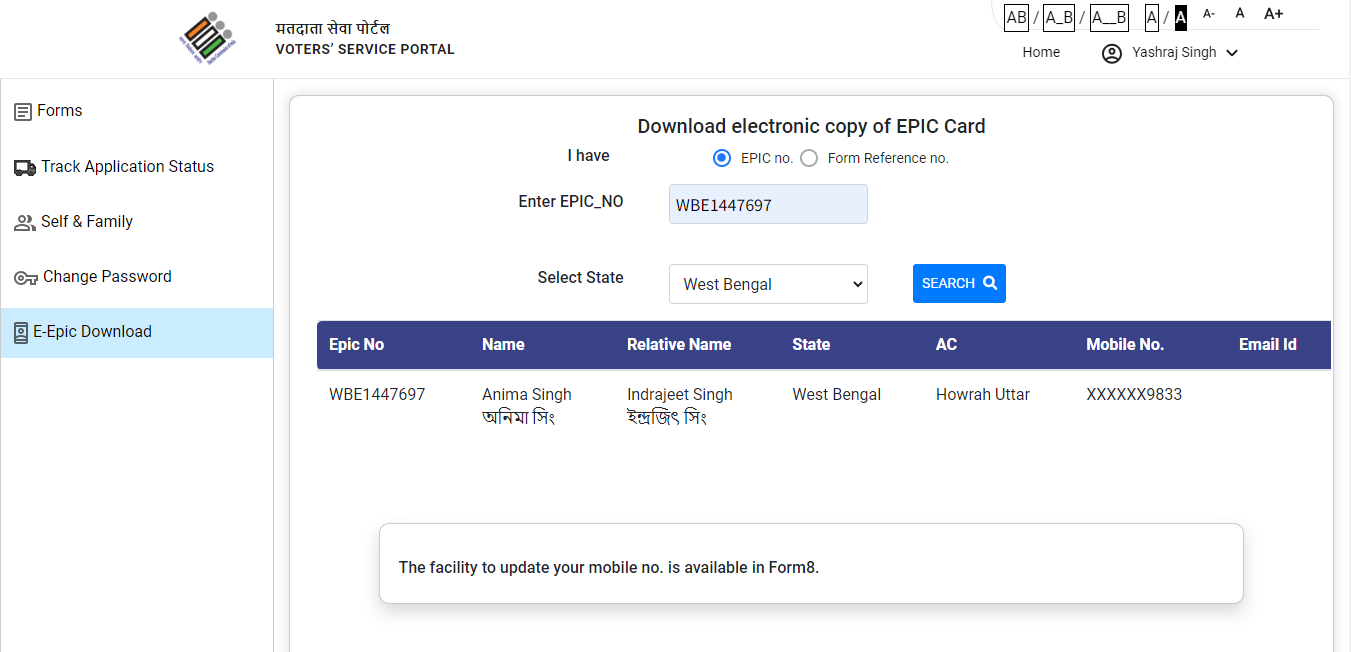 मतदाता सेवा पोर्टल
VOTERS’ SERVICE PORTAL
AB / A_B / A__B A / A A- A A+
Home Yashraj Singh
Forms
Track Application Status
Self & Family
Change Password
E-Epic Download
Download electronic copy of EPIC Card
I have EPIC no. Form Reference no.
Enter EPIC_NO WBE1447697
Select State West Bengal SEARCH
Epic No Name Relative Name State AC Mobile No. Email Id
WBE1447697 Anima Singh Indrajeet Singh West Bengal Howrah Uttar XXXXXX9833
অনিমা সিং ইন্দ্রজিৎ সিং
The facility to update your mobile no. is available in Form8.